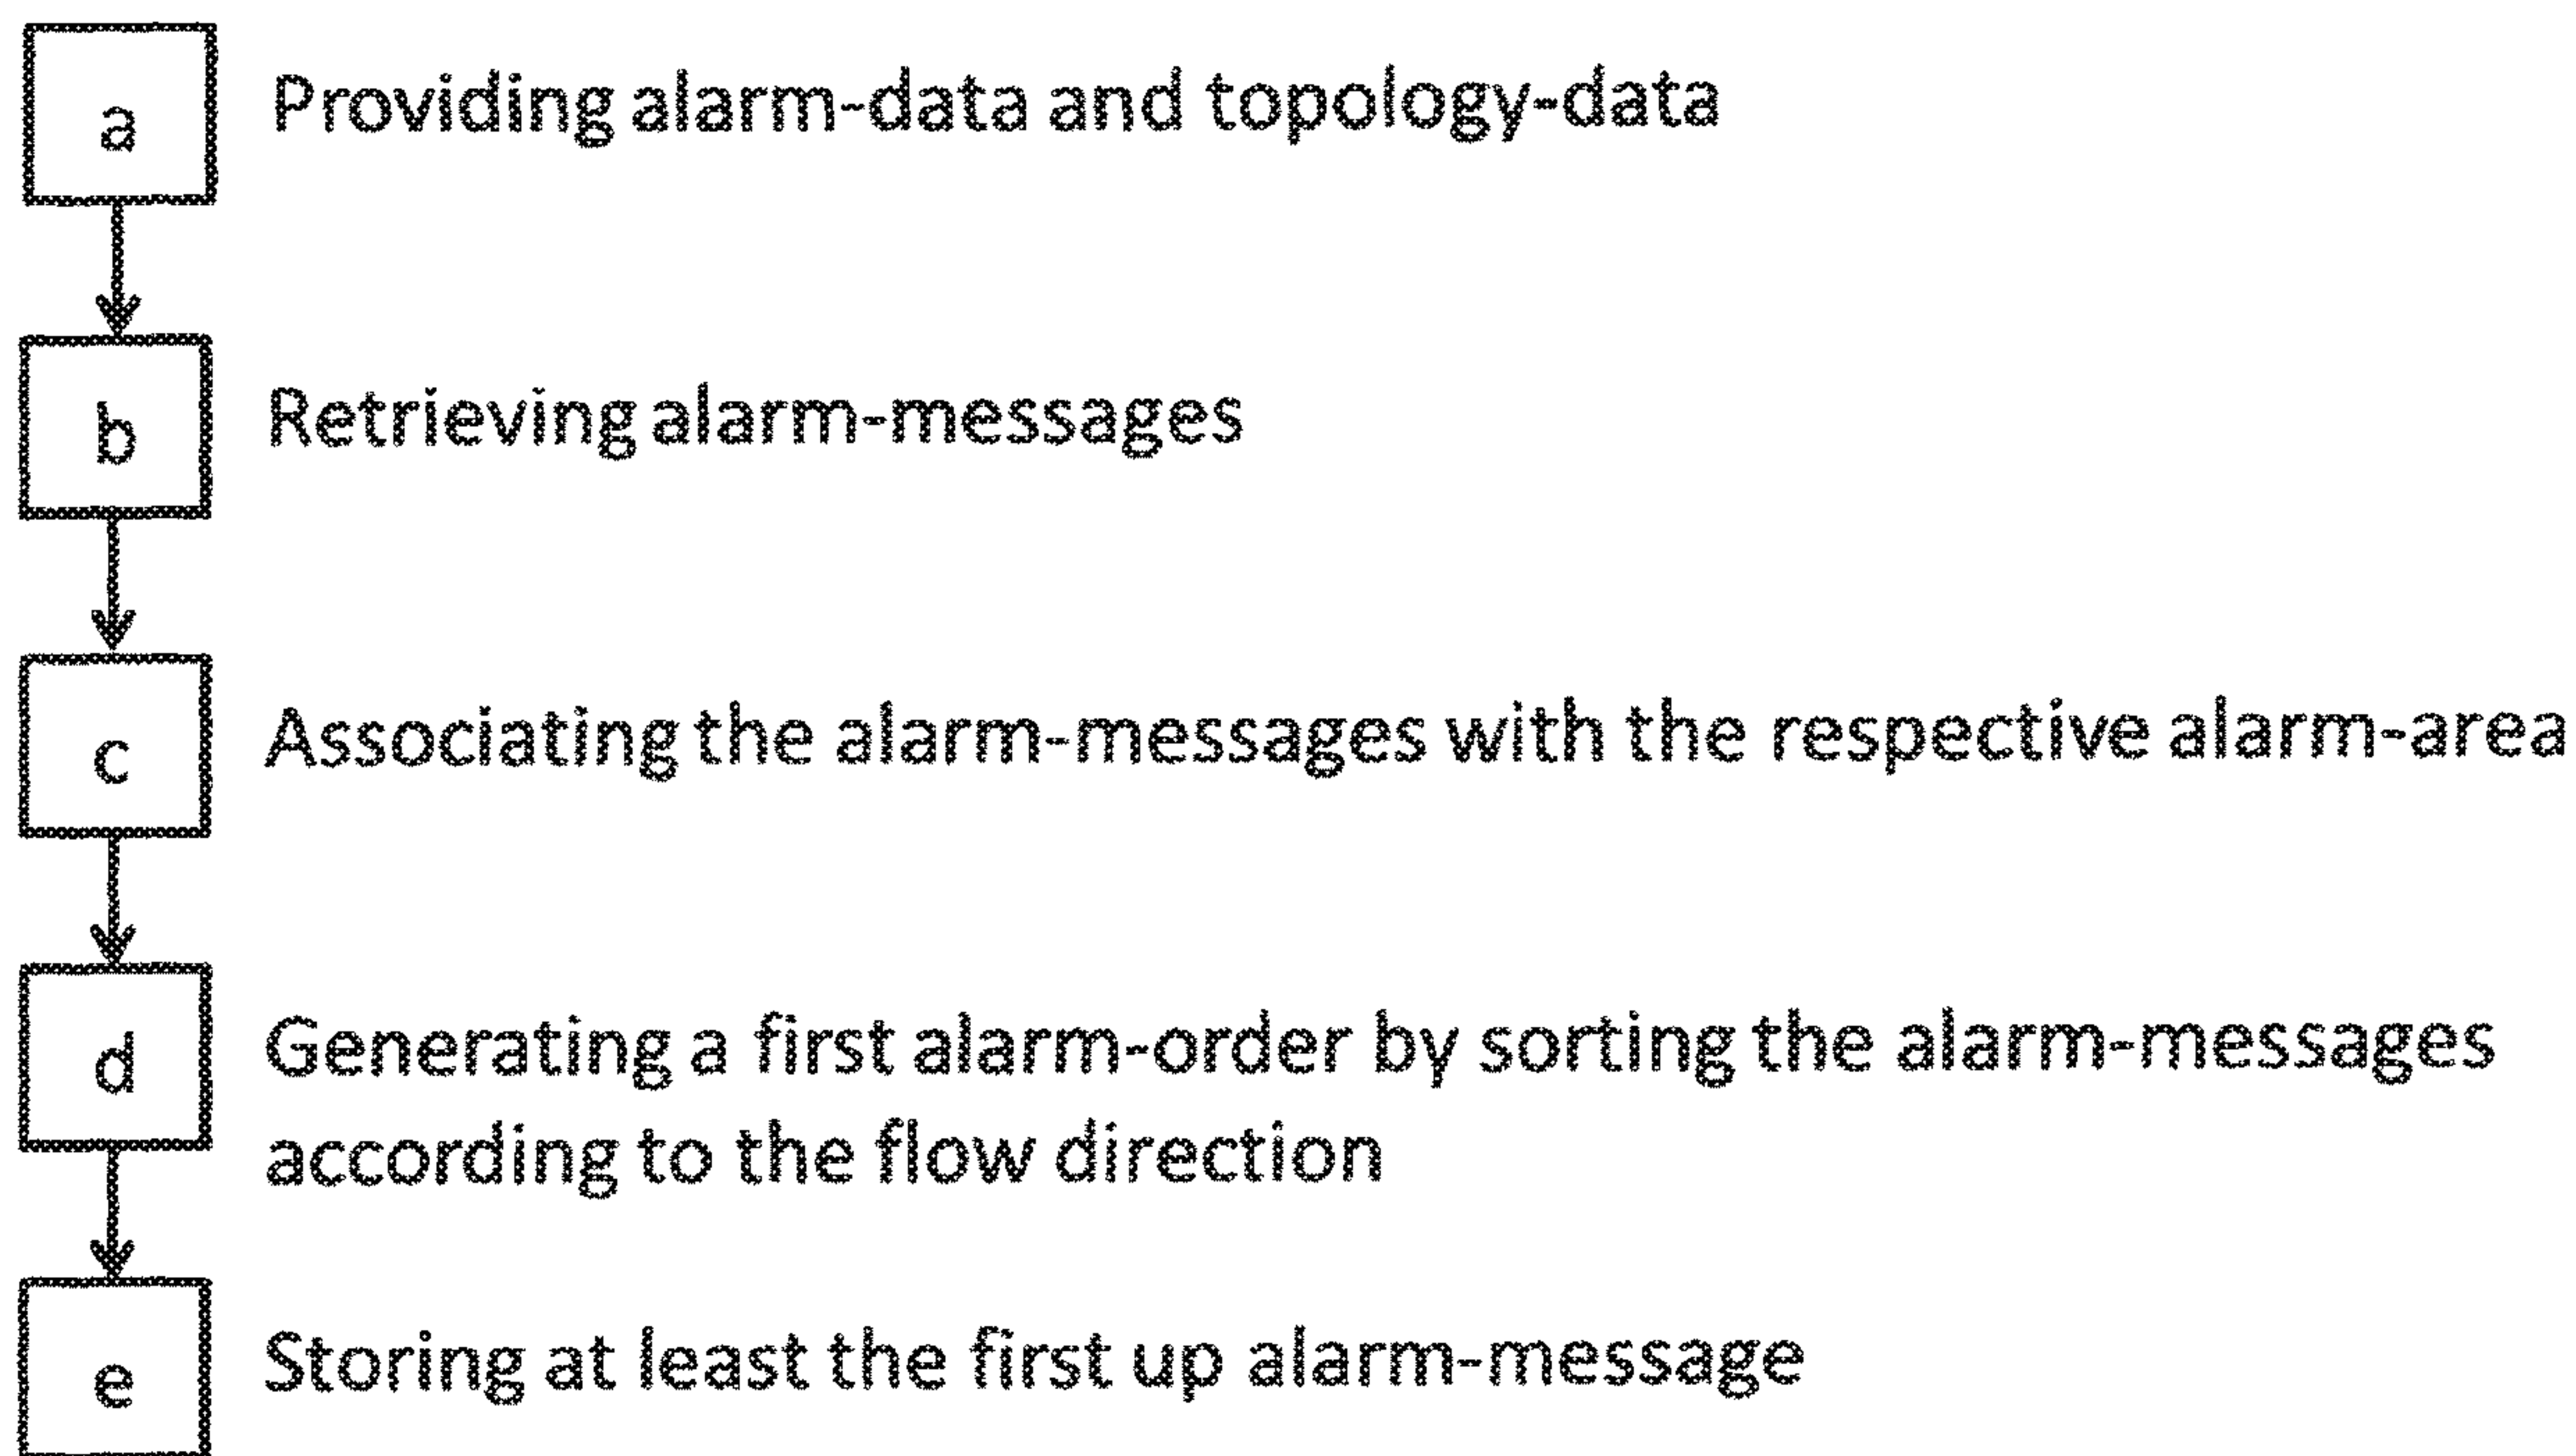 a Providing alarm-data and topology-data
b Retrieving alarm-messages
c Associating the alarm-messages with the respective alarm-area
d Generating a first alarm-order by sorting the alarm-messages
according to the flow direction
e Storing at least the first up alarm-message